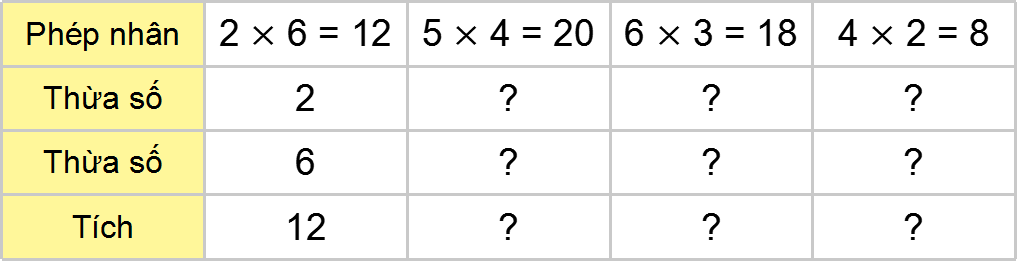 Phép nhân 2 × 6 = 12 5 × 4 = 20 6 × 3 = 18 4 × 2 = 8
Thừa số 2 ? ? ?
Thừa số 6 ? ? ?
Tích 12 ? ? ?